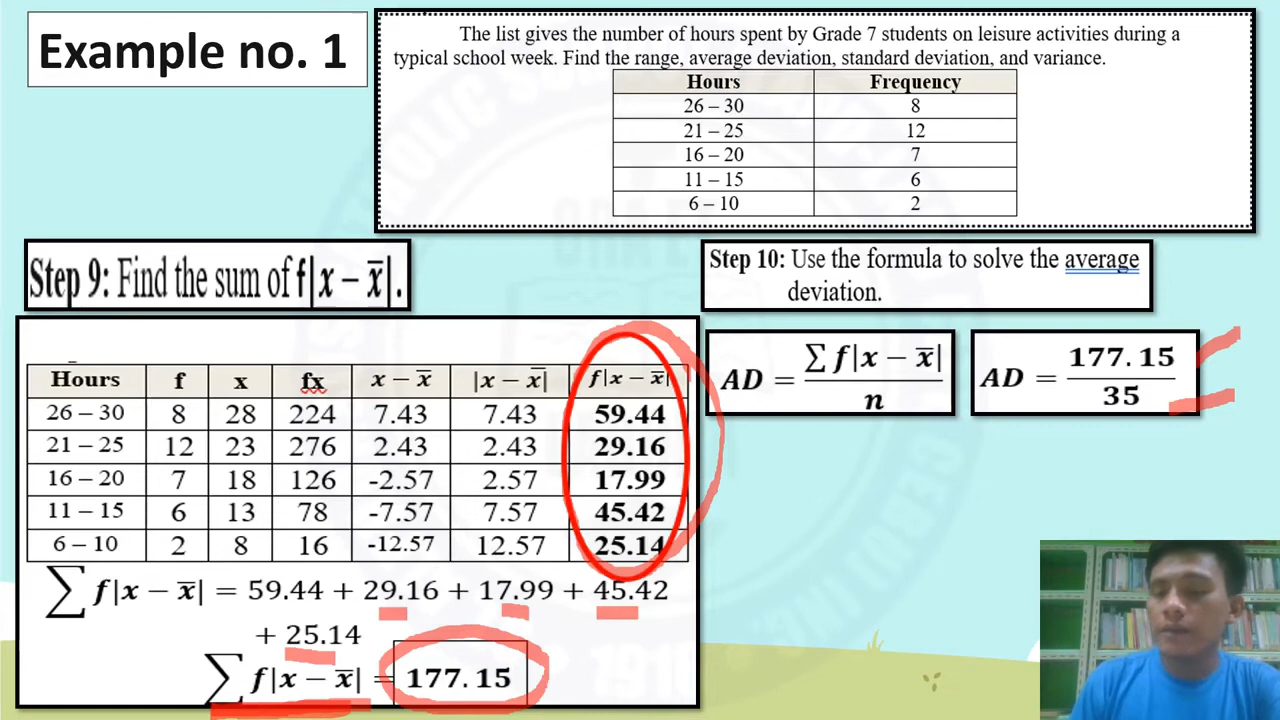 Example no. 1
The list gives the number of hours spent by Grade 7 students on leisure activities during a
typical school week. Find the range, average deviation, standard deviation, and variance.
Hours Frequency
26 – 30 8
21 – 25 12
16 – 20 7
11 – 15 6
6 – 10 2
Step 9: Find the sum of f|x − x̅|.
Hours f x fx x − x̅ |x − x̅| f|x − x̅|
26 – 30 8 28 224 7.43 7.43 59.44
21 – 25 12 23 276 2.43 2.43 29.16
16 – 20 7 18 126 -2.57 2.57 17.99
11 – 15 6 13 78 -7.57 7.57 45.42
6 – 10 2 8 16 -12.57 12.57 25.14
∑ f|x − x̅| = 59.44 + 29.16 + 17.99 + 45.42
+ 25.14
∑ f|x − x̅| = 177.15
Step 10: Use the formula to solve the average
deviation.
AD = ∑ f|x − x̅| / n
AD = 177.15 / 35